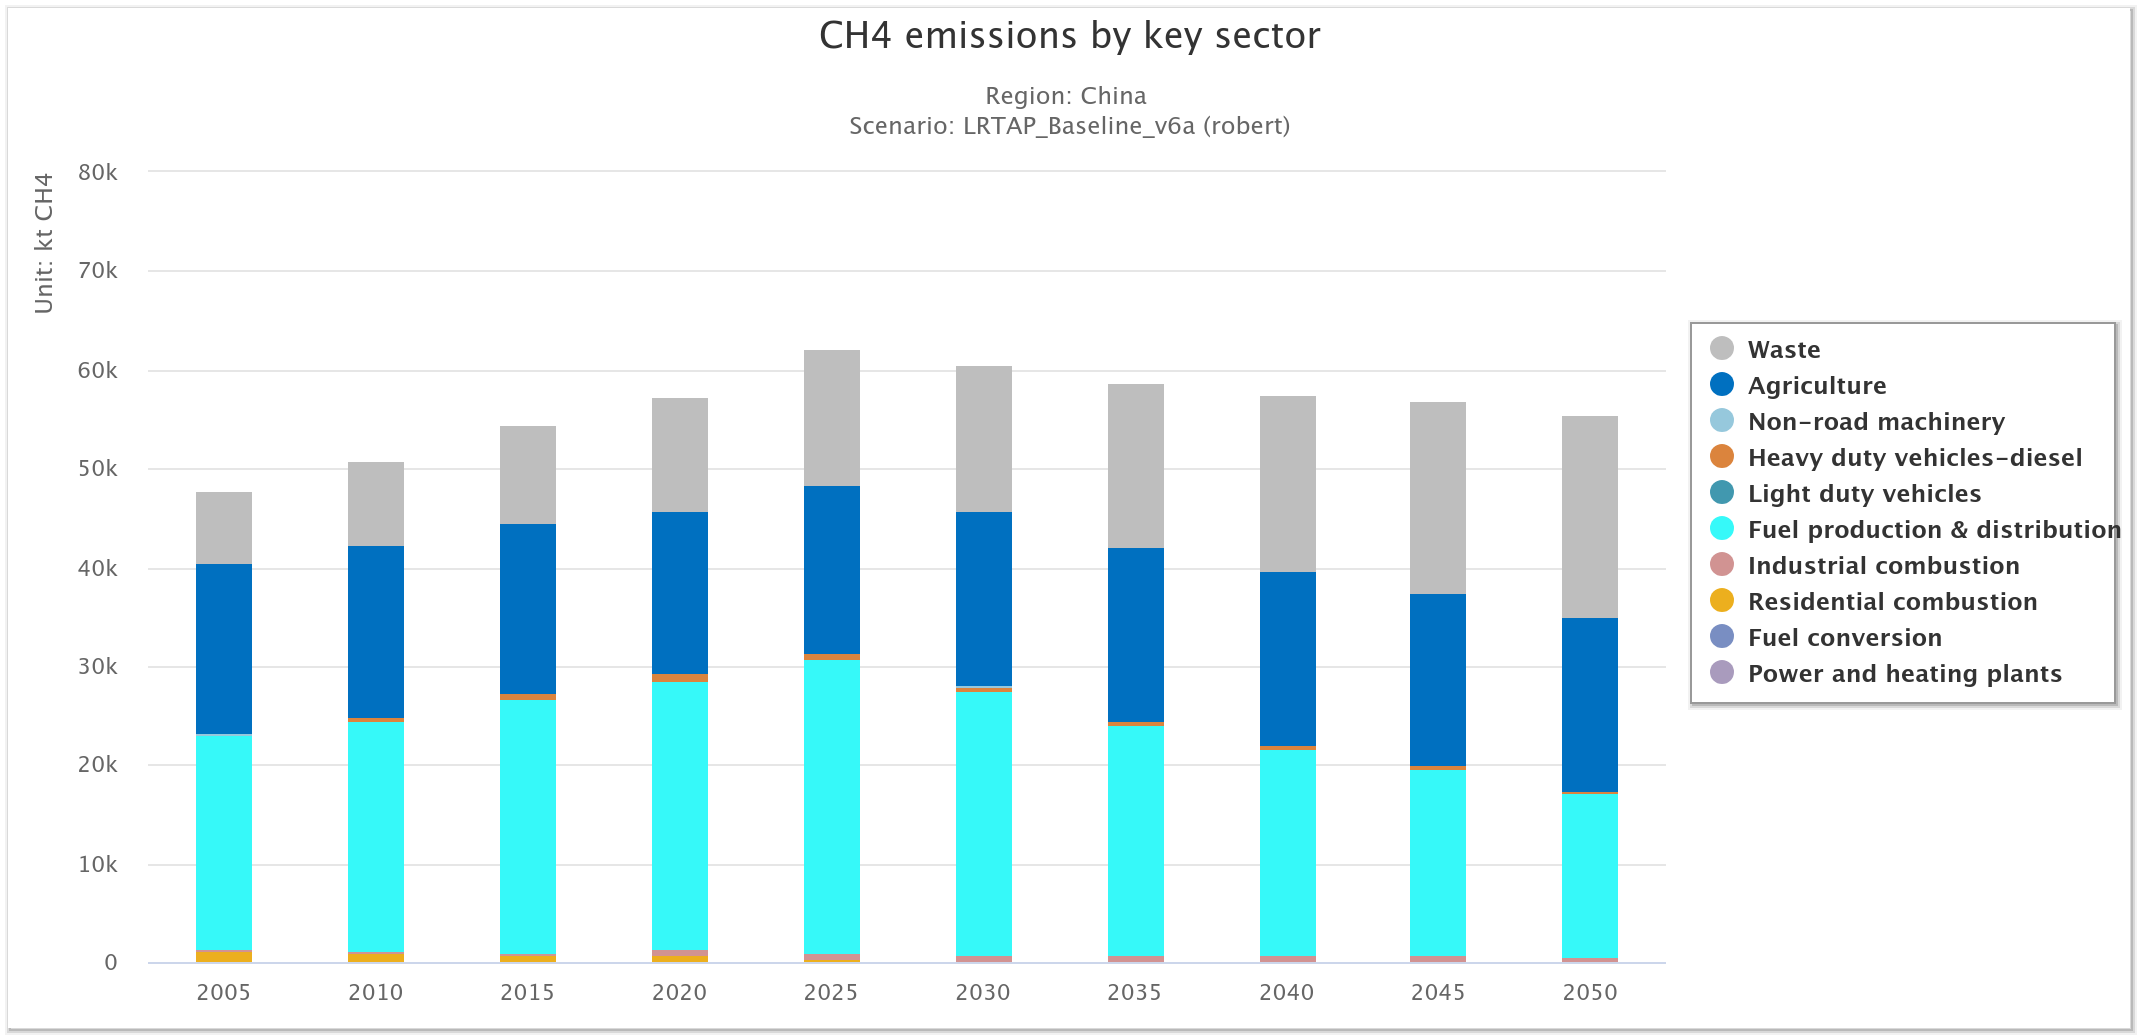 CH4 emissions by key sector
Region: China
Scenario: LRTAP_Baseline_v6a (robert)
Unit: kt CH4
80k
70k
60k
50k
40k
30k
20k
10k
0
2005 2010 2015 2020 2025 2030 2035 2040 2045 2050
Waste
Agriculture
Non-road machinery
Heavy duty vehicles-diesel
Light duty vehicles
Fuel production & distribution
Industrial combustion
Residential combustion
Fuel conversion
Power and heating plants